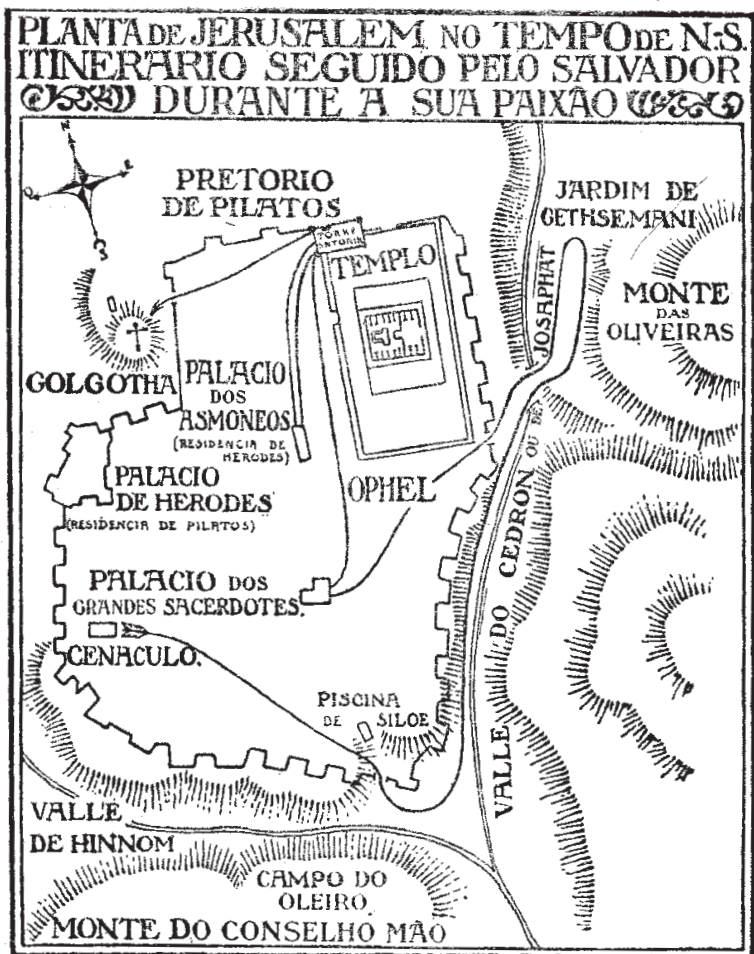 PLANTA DE JERUSALEM NO TEMPO DE N.S.
ITINERARIO SEGUIDO PELO SALVADOR
DURANTE A SUA PAIXÃO
N
E
O
S
PRETORIO
DE PILATOS
TORRE
ANTONIA
TEMPLO
JARDIM DE
GETHSEMANI
MONTE
DAS
OLIVEIRAS
GOLGOTHA
PALACIO
DOS
ASMONEOS
(RESIDENCIA DE
HERODES)
PALACIO
DE HERODES
(RESIDENCIA DE PILATOS)
OPHEL
VALLE DO CEDRON OU DE JOSAPHAT
PALACIO DOS
GRANDES SACERDOTES.
CENACULO.
PISCINA
DE SILOE
VALLE
DE HINNOM
CAMPO DO
OLEIRO
MONTE DO CONSELHO MÃO